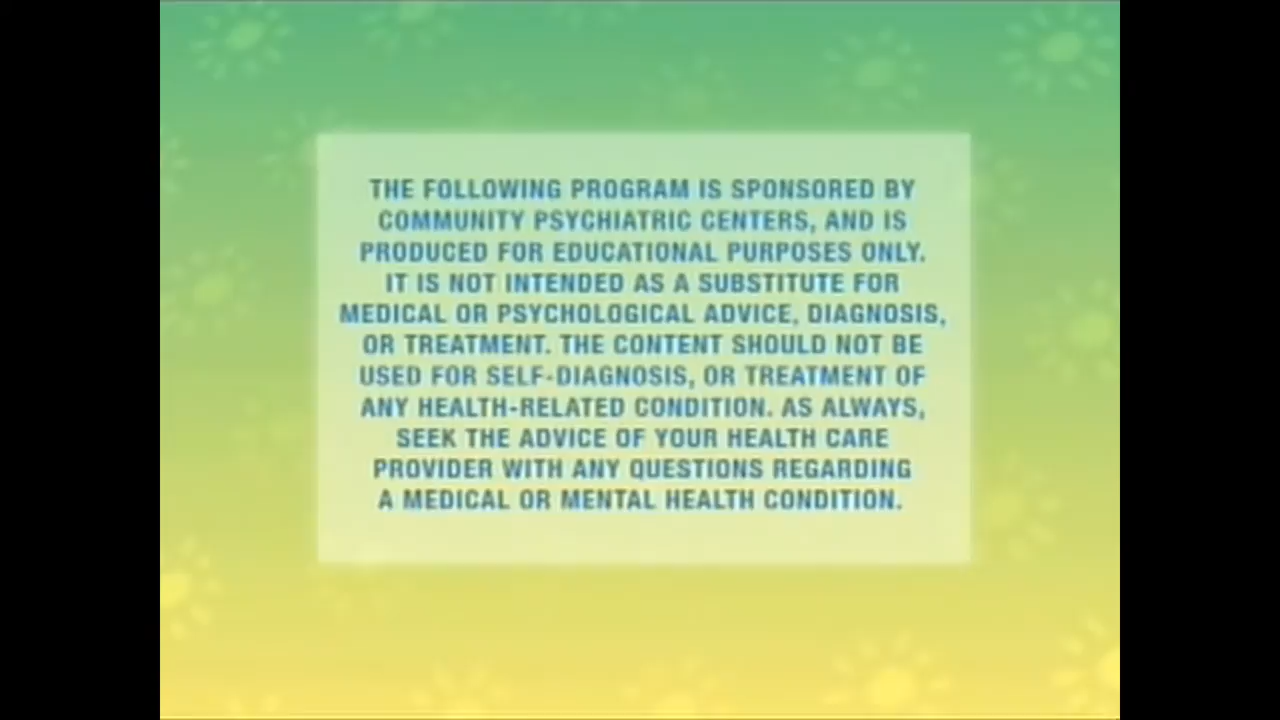 THE FOLLOWING PROGRAM IS SPONSORED BY
COMMUNITY PSYCHIATRIC CENTERS, AND IS
PRODUCED FOR EDUCATIONAL PURPOSES ONLY.
IT IS NOT INTENDED AS A SUBSTITUTE FOR
MEDICAL OR PSYCHOLOGICAL ADVICE, DIAGNOSIS,
OR TREATMENT. THE CONTENT SHOULD NOT BE
USED FOR SELF-DIAGNOSIS, OR TREATMENT OF
ANY HEALTH-RELATED CONDITION. AS ALWAYS,
SEEK THE ADVICE OF YOUR HEALTH CARE
PROVIDER WITH ANY QUESTIONS REGARDING
A MEDICAL OR MENTAL HEALTH CONDITION.